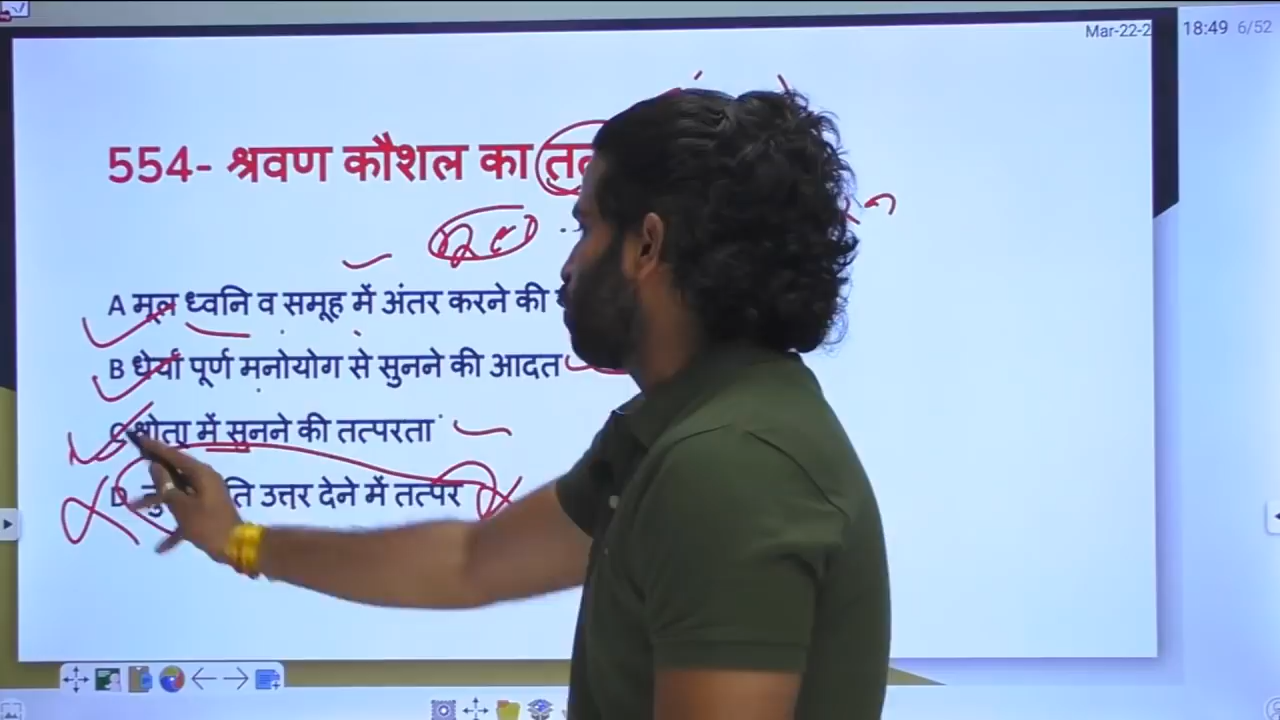 Mar-22-2 18:49 6/52
554- श्रवण कौशल का
A मूल ध्वनि व समूह में अंतर करने की
B धैर्या पूर्ण मनोयोग से सुनने की आदत
C श्रोता में सुनने की तत्परता
D उत्तर देने में तत्पर